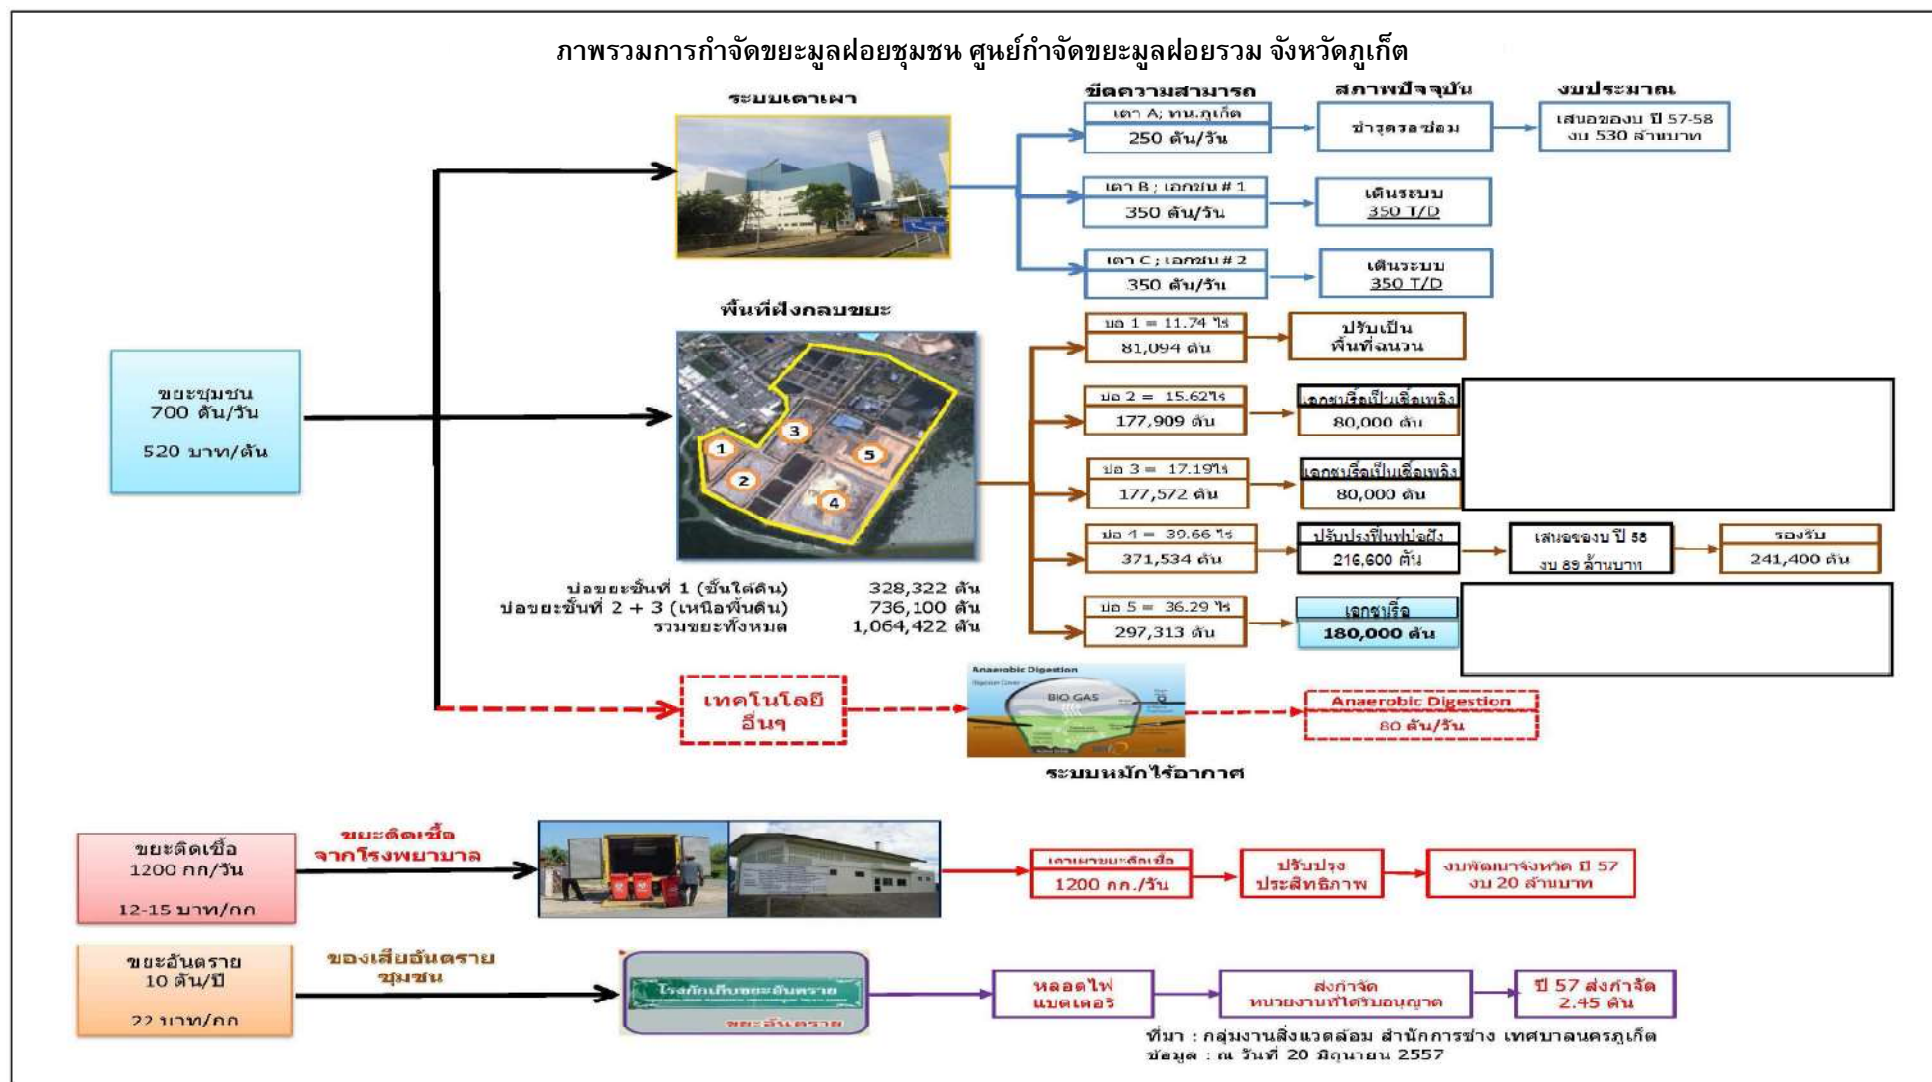 ภาพรวมการกำจัดขยะมูลฝอยชุมชน ศูนย์กำจัดขยะมูลฝอยรวม จังหวัดภูเก็ต
ระบบเตาเผา
ขีดความสามารถ
สภาพปัจจุบัน
งบประมาณ
เตา A; ทน.ภูเก็ต
250 ตัน/วัน
ชำรุดรอซ่อม
เสนอของบ ปี 57-58
งบ 530 ล้านบาท
เตา B ; เอกชน # 1
350 ตัน/วัน
เดินระบบ
350 T/D
เตา C ; เอกชน # 2
350 ตัน/วัน
เดินระบบ
350 T/D
พื้นที่ฝังกลบขยะ
บ่อ 1 = 11.74 ไร่
81,094 ตัน
ปรับเป็น
พื้นที่ฉนวน
ขยะชุมชน
700 ตัน/วัน
520 บาท/ตัน
1
2
3
4
5
บ่อ 2 = 15.62ไร่
177,909 ตัน
เอกชนรื้อเป็นเชื้อเพลิง
80,000 ตัน
บ่อ 3 = 17.19ไร่
177,572 ตัน
เอกชนรื้อเป็นเชื้อเพลิง
80,000 ตัน
บ่อ 4 = 39.66 ไร่
371,534 ตัน
ปรับปรุงฟื้นฟูบ่อฝัง
216,600 ตัน
เสนอของบ ปี 58
งบ 89 ล้านบาท
รองรับ
241,400 ตัน
บ่อ 5 = 36.29 ไร่
297,313 ตัน
เอกชนรื้อ
180,000 ตัน
บ่อขยะชั้นที่ 1 (ชั้นใต้ดิน) 328,322 ตัน
บ่อขยะชั้นที่ 2 + 3 (เหนือพื้นดิน) 736,100 ตัน
รวมขยะทั้งหมด 1,064,422 ตัน
เทคโนโลยี
อื่นๆ
Anaerobic Digestion
BIO GAS
Anaerobic Digestion
80 ตัน/วัน
ระบบหมักไร้อากาศ
ขยะติดเชื้อ
1200 กก/วัน
12-15 บาท/กก
ขยะติดเชื้อ
จากโรงพยาบาล
เตาเผาขยะติดเชื้อ
1200 กก./วัน
ปรับปรุง
ประสิทธิภาพ
งบพัฒนาจังหวัด ปี 57
งบ 20 ล้านบาท
ขยะอันตราย
10 ตัน/ปี
22 บาท/กก
ของเสียอันตราย
ชุมชน
โรงกักเก็บขยะอันตราย
ขยะอันตราย
หลอดไฟ
แบตเตอรี่
ส่งกำจัด
หน่วยงานที่ได้รับอนุญาต
ปี 57 ส่งกำจัด
2.45 ตัน
ที่มา : กลุ่มงานสิ่งแวดล้อม สำนักการช่าง เทศบาลนครภูเก็ต
ข้อมูล : ณ วันที่ 20 มิถุนายน 2557